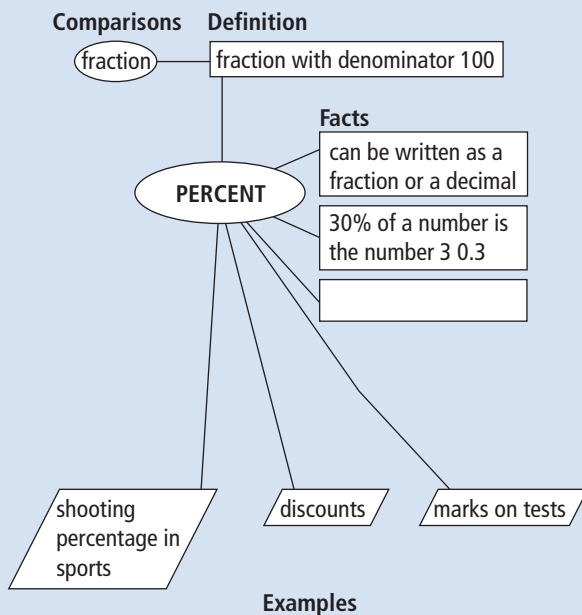 Comparisons Definition
fraction
fraction with denominator 100
Facts
can be written as a
fraction or a decimal
PERCENT
30% of a number is
the number 3 0.3
shooting
percentage in
sports
discounts
marks on tests
Examples